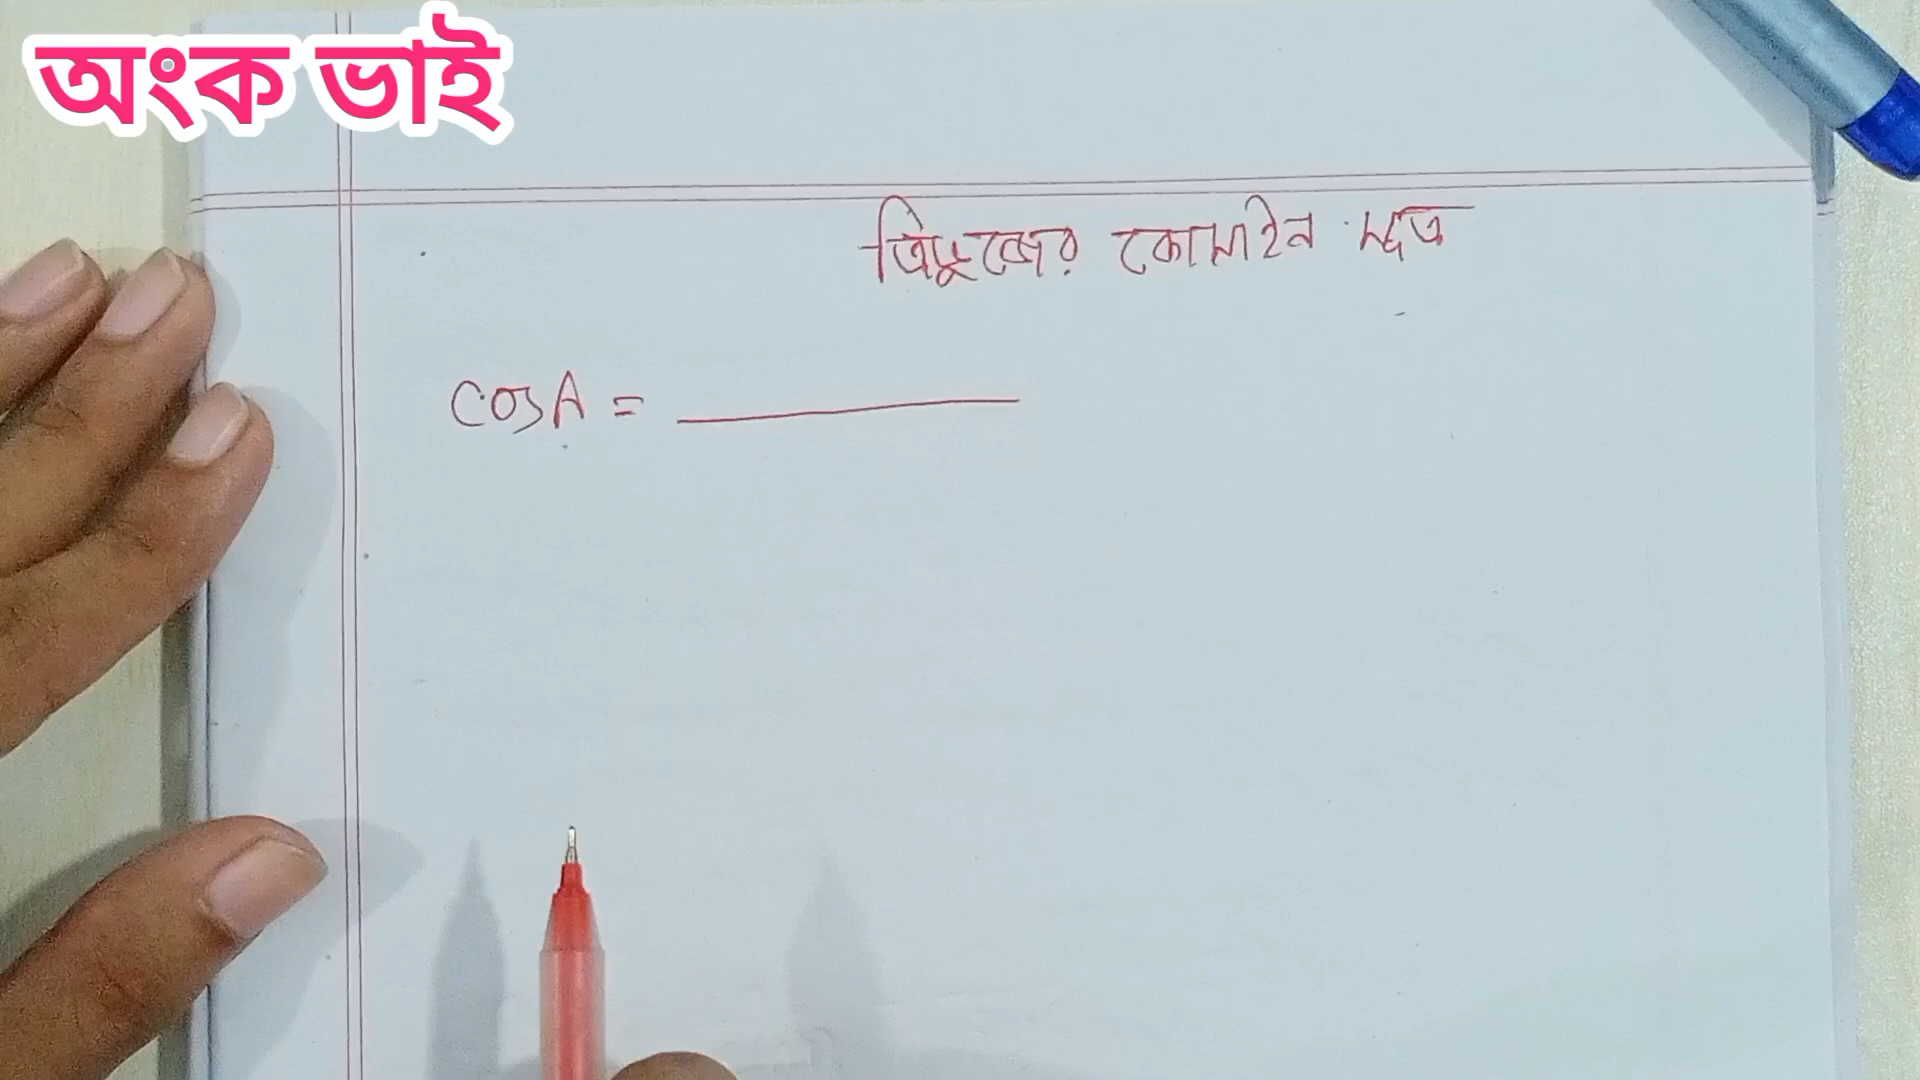 অংক ভাই
ত্রিভুজের কোসাইন সূত্র
cosA =